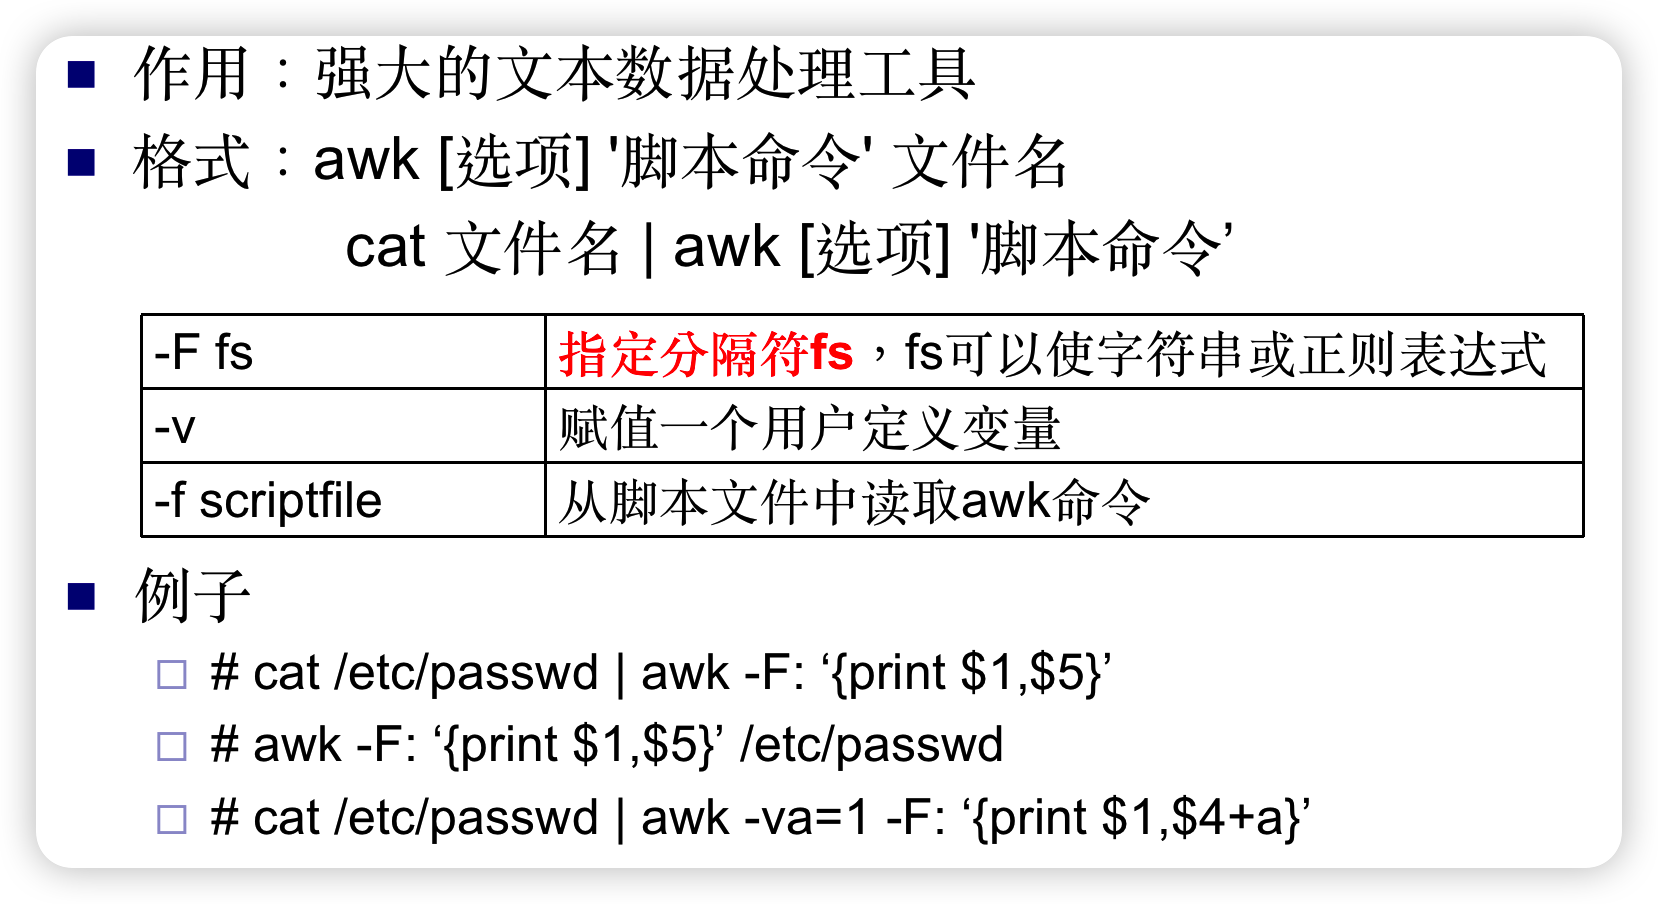 作用：强大的文本数据处理工具
格式：awk [选项] '脚本命令' 文件名
cat 文件名 | awk [选项] '脚本命令’
-F fs 指定分隔符fs，fs可以使字符串或正则表达式
-v 赋值一个用户定义变量
-f scriptfile 从脚本文件中读取awk命令
例子
# cat /etc/passwd | awk -F: ‘{print $1,$5}’
# awk -F: ‘{print $1,$5}’ /etc/passwd
# cat /etc/passwd | awk -va=1 -F: ‘{print $1,$4+a}’